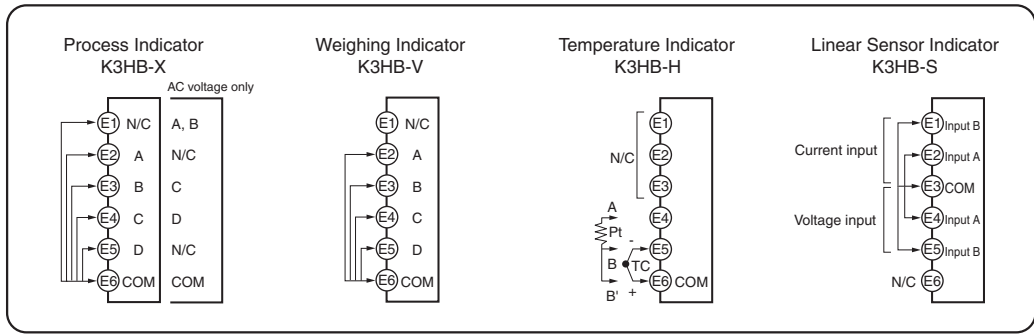 Process Indicator
K3HB-X
AC voltage only
E1 N/C A, B
E2 A N/C
E3 B C
E4 C D
E5 D N/C
E6 COM COM
Weighing Indicator
K3HB-V
E1 N/C
E2 A
E3 B
E4 C
E5 D
E6 COM
Temperature Indicator
K3HB-H
E1
N/C E2
E3
A E4
Pt
- E5
B TC
B' + E6 COM
Linear Sensor Indicator
K3HB-S
E1 Input B
Current input E2 Input A
E3 COM
Voltage input E4 Input A
E5 Input B
N/C E6